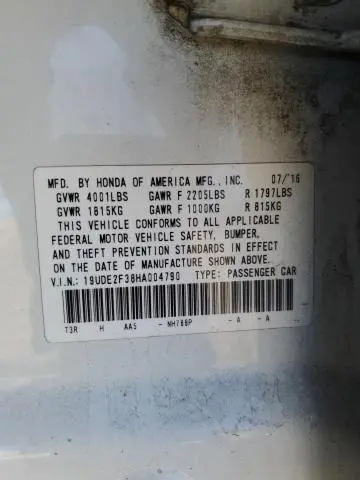 MFD. BY HONDA OF AMERICA MFG., INC. 07/16
GVWR 4001LBS GAWR F 2205LBS R 1797LBS
GVWR 1815KG GAWR F 1000KG R 815KG
THIS VEHICLE CONFORMS TO ALL APPLICABLE
FEDERAL MOTOR VEHICLE SAFETY, BUMPER,
AND THEFT PREVENTION STANDARDS IN EFFECT
ON THE DATE OF MANUFACTURE SHOWN ABOVE.
V.I.N.: 19UDE2F38HA004790 TYPE: PASSENGER CAR
T3R H AA5 - NH788P - A - A